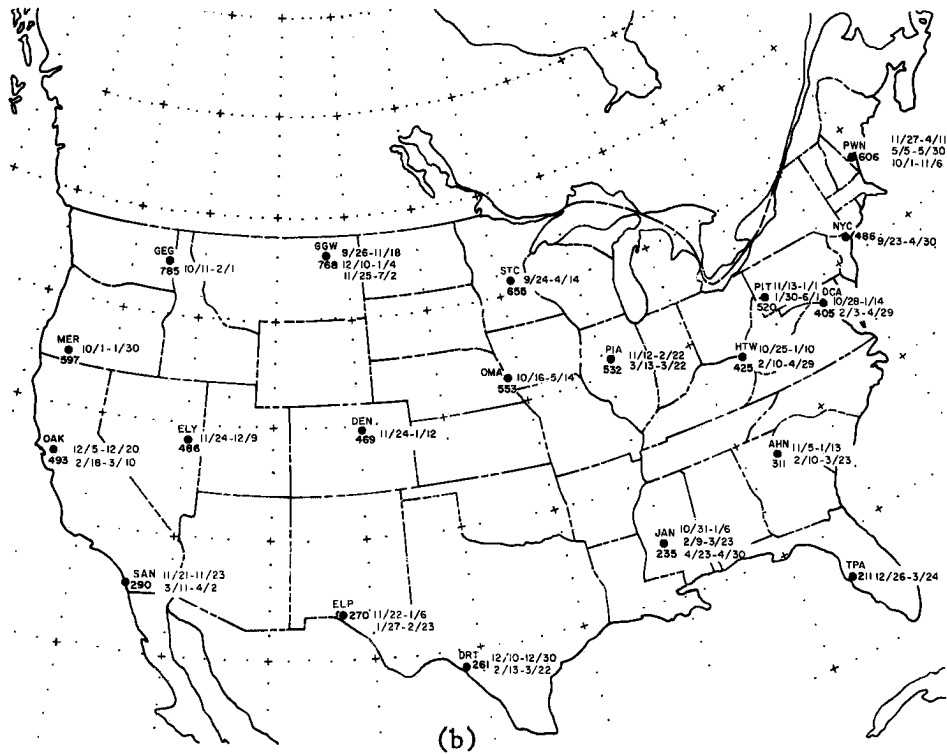 PWN
606
11/27-4/11
5/5-5/30
10/1-11/6
NYC
486
9/23-4/30
GEG
785
10/11-2/1
GGW
768
9/26-11/18
12/10-1/4
11/25-7/2
STC
655
9/24-4/14
PIT
520
11/13-1/1
1/30-6/1
DCA
405
10/28-1/14
2/3-4/29
MER
597
10/1-1/30
OMA
553
10/16-5/14
PIA
532
11/12-2/22
3/13-3/22
HTW
425
10/25-1/10
2/10-4/29
OAK
493
12/5-12/20
2/18-3/10
ELY
486
11/24-12/9
DEN
469
11/24-1/12
AHN
311
11/5-1/13
2/10-3/23
JAN
235
10/31-1/6
2/9-3/23
4/23-4/30
SAN
290
11/21-11/23
3/11-4/2
TPA
211
12/26-3/24
ELP
270
11/22-1/6
1/27-2/23
DRT
261
12/10-12/30
2/13-3/22
(b)